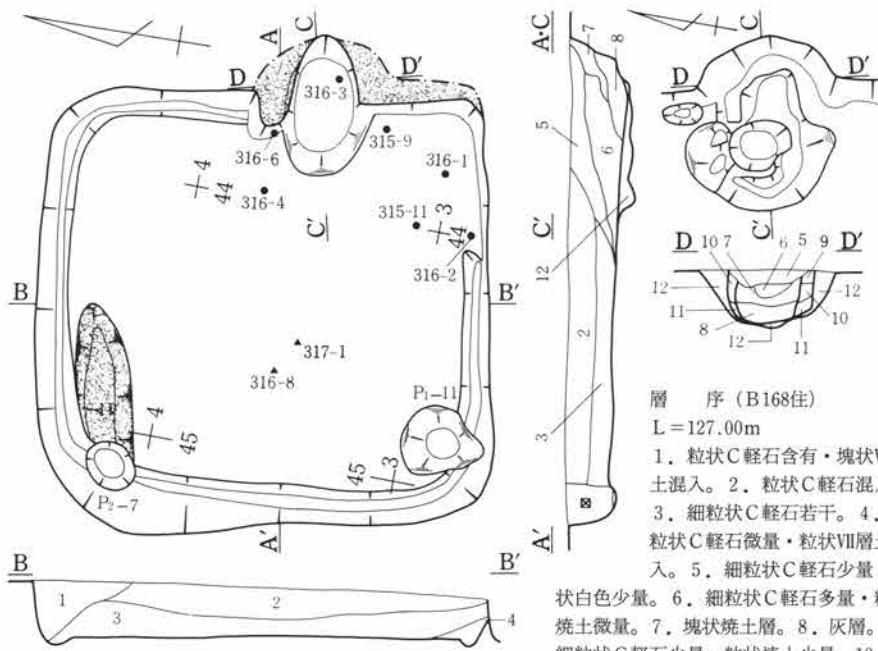 A
C
D
D'
316-3
316-6
315-9
316-1
316-4
4
44
315-11
3
44
C'
316-2
B
B'
317-1
316-8
P1-11
4
45
45
3
P2-7
A'
B
B'
1
2
3
4
A·C
7
8
5
6
C'
12
2
3
A'
C
D
D'
C'
D
10
7
6
5
9
D'
12
12
11
10
8
12
11
層 序（B168住）
L＝127.00m
1．粒状C軽石含有・塊状
土混入。2．粒状C軽石混
3．細粒状C軽石若干。4．
粒状C軽石微量・粒状Ⅶ層
入。5．細粒状C軽石少量
状白色少量。6．細粒状C軽石多量・
焼土微量。7．塊状焼土層。8．灰層。